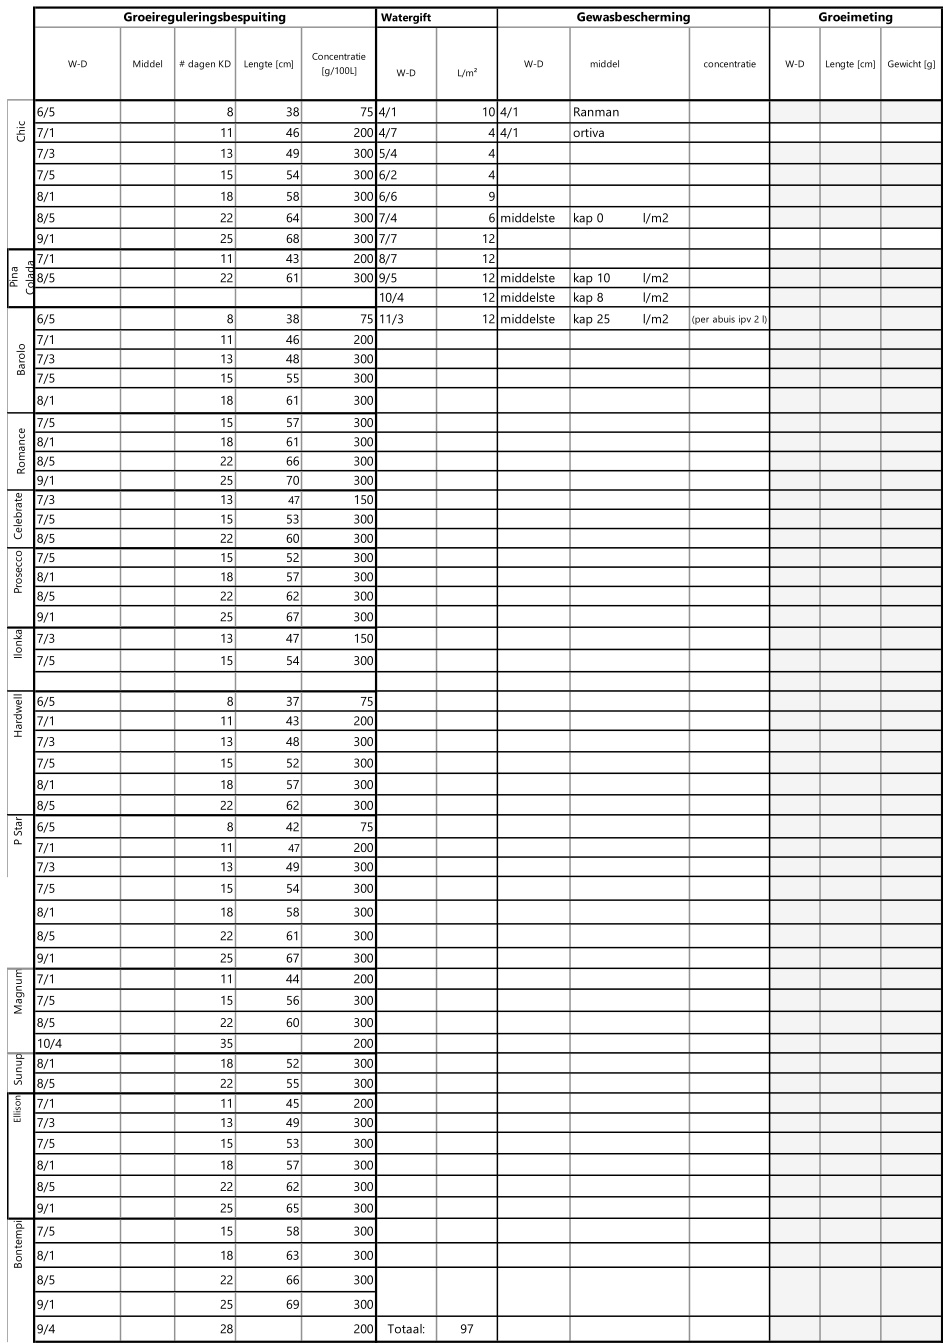 Groeireguleringsbespuiting Watergift Gewasbescherming Groeimeting
W-D Middel # dagen KD Lengte [cm] Concentratie [g/100L] W-D L/m² W-D middel concentratie W-D Lengte [cm] Gewicht [g]
Chic
6/5 8 38 75 4/1 10 4/1 Ranman
7/1 11 46 200 4/7 4 4/1 ortiva
7/3 13 49 300 5/4 4
7/5 15 54 300 6/2 4
8/1 18 58 300 6/6 9
8/5 22 64 300 7/4 6 middelste kap 0 l/m2
9/1 25 68 300 7/7 12
Pina Colada
7/1 11 43 200 8/7 12
8/5 22 61 300 9/5 12 middelste kap 10 l/m2
10/4 12 middelste kap 8 l/m2
Barolo
6/5 8 38 75 11/3 12 middelste kap 25 l/m2 (per abuis ipv 2 l)
7/1 11 46 200
7/3 13 48 300
7/5 15 55 300
8/1 18 61 300
Romance
7/5 15 57 300
8/1 18 61 300
8/5 22 66 300
9/1 25 70 300
Celebrate
7/3 13 47 150
7/5 15 53 300
8/5 22 60 300
Prosecco
7/5 15 52 300
8/1 18 57 300
8/5 22 62 300
9/1 25 67 300
Ilonka
7/3 13 47 150
7/5 15 54 300
Hardwell
6/5 8 37 75
7/1 11 43 200
7/3 13 48 300
7/5 15 52 300
8/1 18 57 300
8/5 22 62 300
P Star
6/5 8 42 75
7/1 11 47 200
7/3 13 49 300
7/5 15 54 300
8/1 18 58 300
8/5 22 61 300
9/1 25 67 300
Magnum
7/1 11 44 200
7/5 15 56 300
8/5 22 60 300
10/4 35 200
Sunup
8/1 18 52 300
8/5 22 55 300
Ellison
7/1 11 45 200
7/3 13 49 300
7/5 15 53 300
8/1 18 57 300
8/5 22 62 300
9/1 25 65 300
Bontempi
7/5 15 58 300
8/1 18 63 300
8/5 22 66 300
9/1 25 69 300
9/4 28 200 Totaal: 97